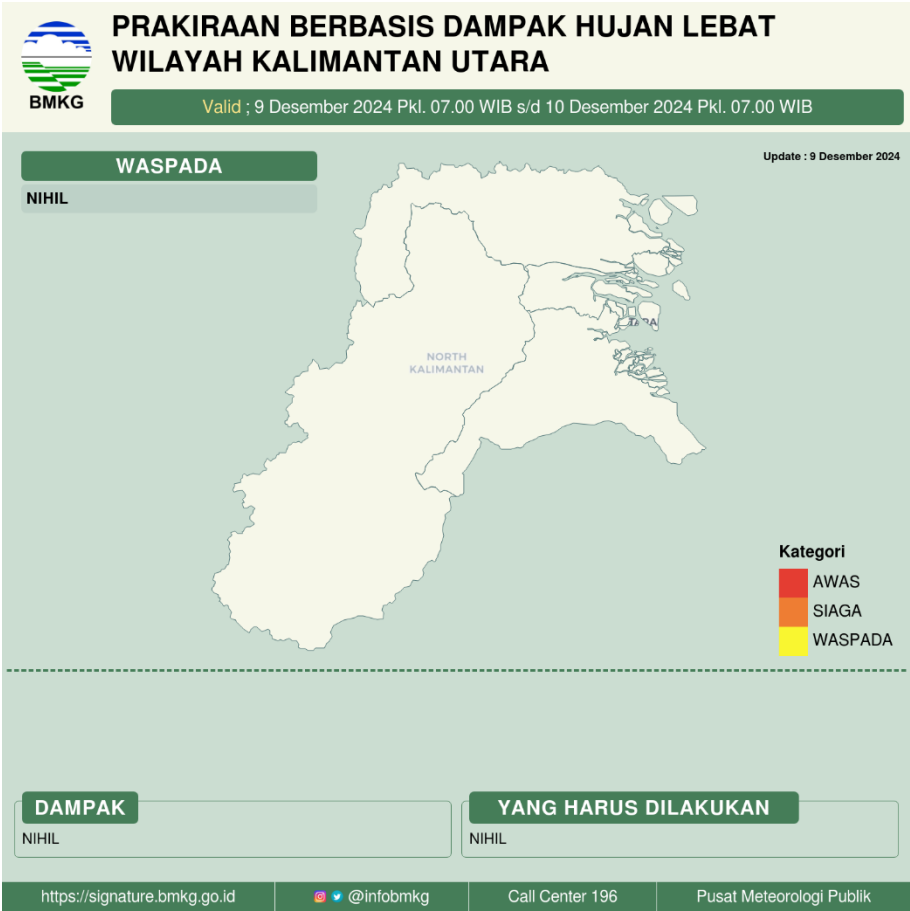 PRAKIRAAN BERBASIS DAMPAK HUJAN LEBAT
WILAYAH KALIMANTAN UTARA
BMKG
Valid ; 9 Desember 2024 Pkl. 07.00 WIB s/d 10 Desember 2024 Pkl. 07.00 WIB
Update : 9 Desember 2024
WASPADA
NIHIL
NORTH
KALIMANTAN
Kategori
AWAS
SIAGA
WASPADA
DAMPAK
NIHIL
YANG HARUS DILAKUKAN
NIHIL
https://signature.bmkg.go.id
@infobmkg
Call Center 196
Pusat Meteorologi Publik